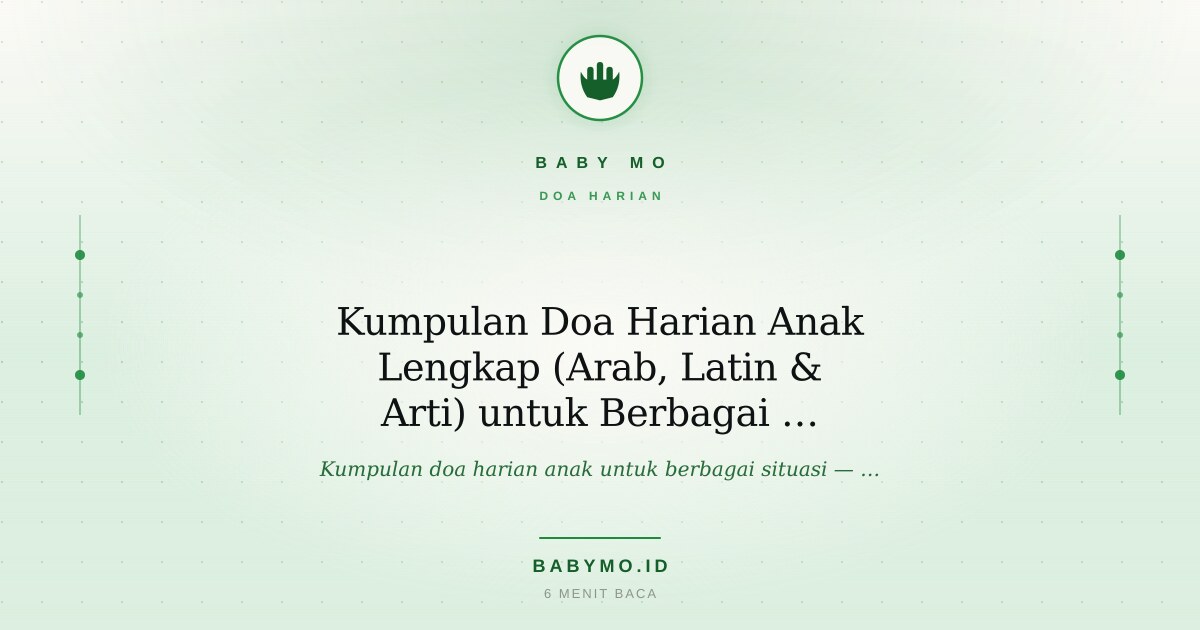 BABY MO
DOA HARIAN
Kumpulan Doa Harian Anak
Lengkap (Arab, Latin &
Arti) untuk Berbagai …
Kumpulan doa harian anak untuk berbagai situasi — …
BABYMO.ID
6 MENIT BACA